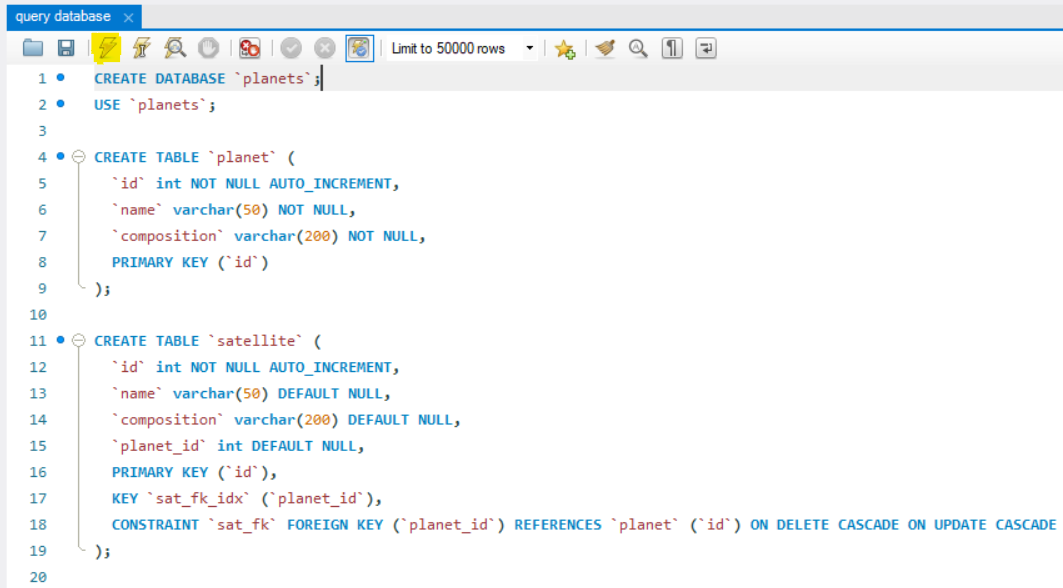 query database
Limit to 50000 rows
1 CREATE DATABASE `planets`;
2 USE `planets`;
3
4 CREATE TABLE `planet` (
5 `id` int NOT NULL AUTO_INCREMENT,
6 `name` varchar(50) NOT NULL,
7 `composition` varchar(200) NOT NULL,
8 PRIMARY KEY (`id`)
9 );
10
11 CREATE TABLE `satellite` (
12 `id` int NOT NULL AUTO_INCREMENT,
13 `name` varchar(50) DEFAULT NULL,
14 `composition` varchar(200) DEFAULT NULL,
15 `planet_id` int DEFAULT NULL,
16 PRIMARY KEY (`id`),
17 KEY `sat_fk_idx` (`planet_id`),
18 CONSTRAINT `sat_fk` FOREIGN KEY (`planet_id`) REFERENCES `planet` (`id`) ON DELETE CASCADE ON UPDATE CASCADE
19 );
20